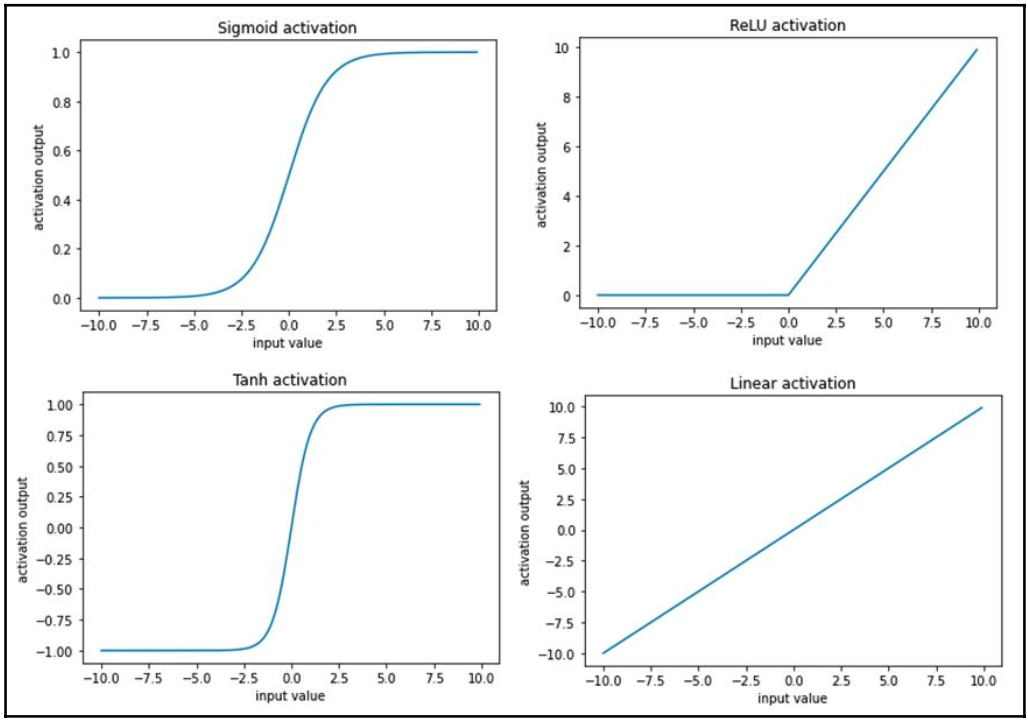 Sigmoid activation
1.0
0.8
0.6
0.4
0.2
0.0
activation output
−10.0 −7.5 −5.0 −2.5 0.0 2.5 5.0 7.5 10.0
input value
ReLU activation
10
8
6
4
2
0
activation output
−10.0 −7.5 −5.0 −2.5 0.0 2.5 5.0 7.5 10.0
input value
Tanh activation
1.00
0.75
0.50
0.25
0.00
−0.25
−0.50
−0.75
−1.00
activation output
−10.0 −7.5 −5.0 −2.5 0.0 2.5 5.0 7.5 10.0
input value
Linear activation
10.0
7.5
5.0
2.5
0.0
−2.5
−5.0
−7.5
−10.0
activation output
−10.0 −7.5 −5.0 −2.5 0.0 2.5 5.0 7.5 10.0
input value